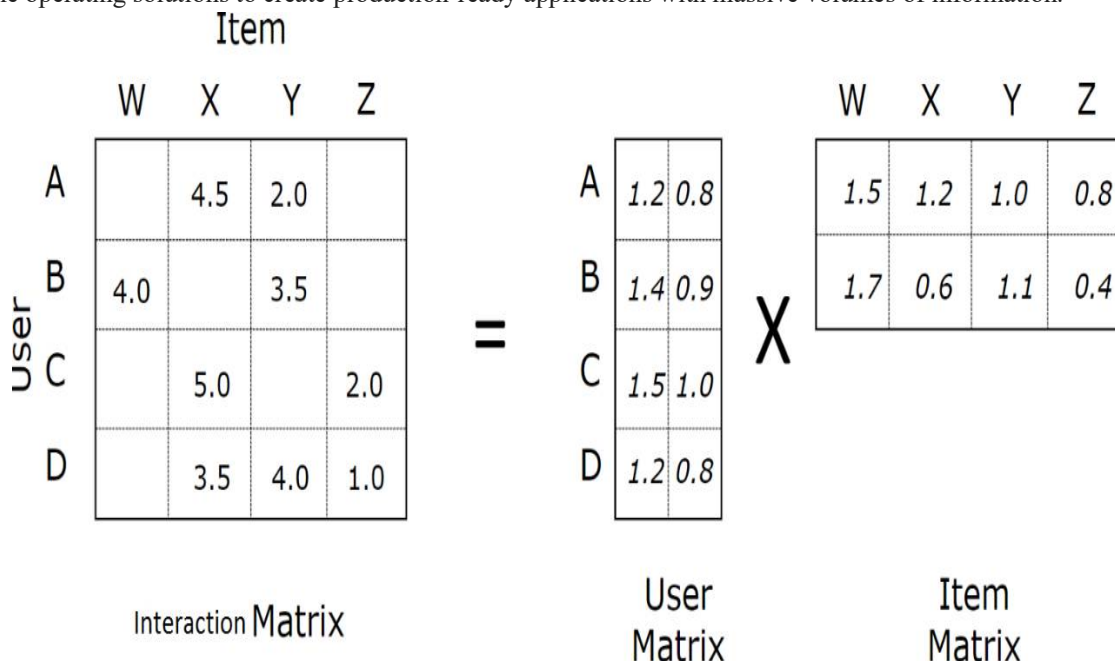 operating solutions to create production-ready applications with massive volumes of information.
Item
W X Y Z
A 4.5 2.0
B 4.0 3.5
C 5.0 2.0
D 3.5 4.0 1.0
User
Interaction Matrix
=
A 1.2 0.8
B 1.4 0.9
C 1.5 1.0
D 1.2 0.8
User
Matrix
X
W X Y Z
1.5 1.2 1.0 0.8
1.7 0.6 1.1 0.4
Item
Matrix